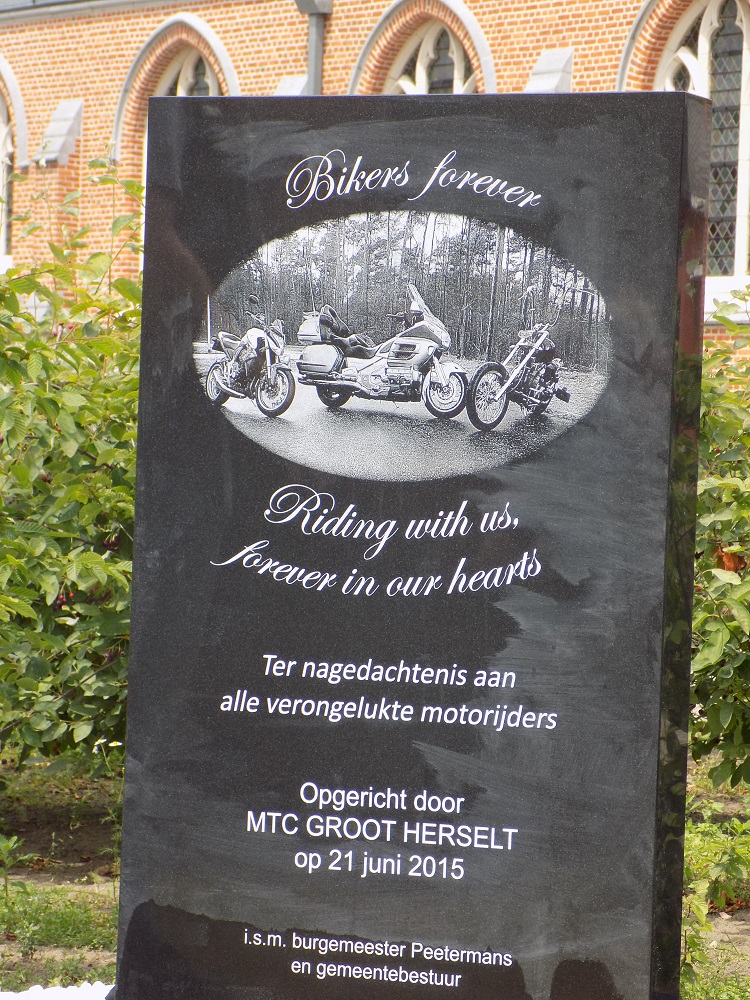 Bikers forever
Riding with us,
forever in our hearts
Ter nagedachtenis aan
alle verongelukte motorijders
Opgericht door
MTC GROOT HERSELT
op 21 juni 2015
i.s.m. burgemeester Peetermans
en gemeentebestuur